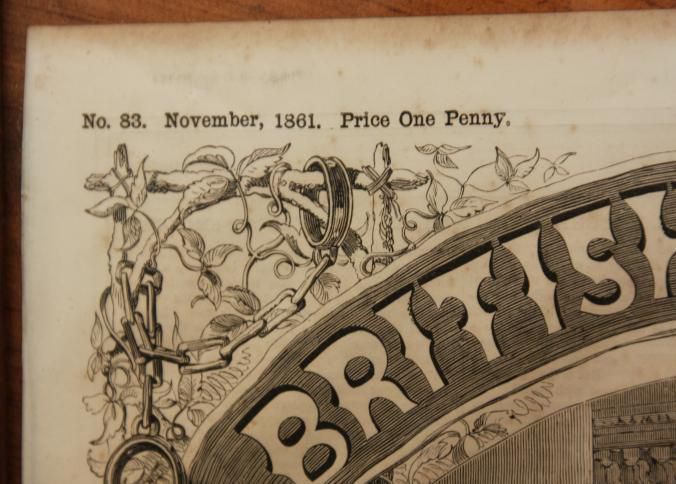 No. 83. November, 1861. Price One Penny.
BRITISH